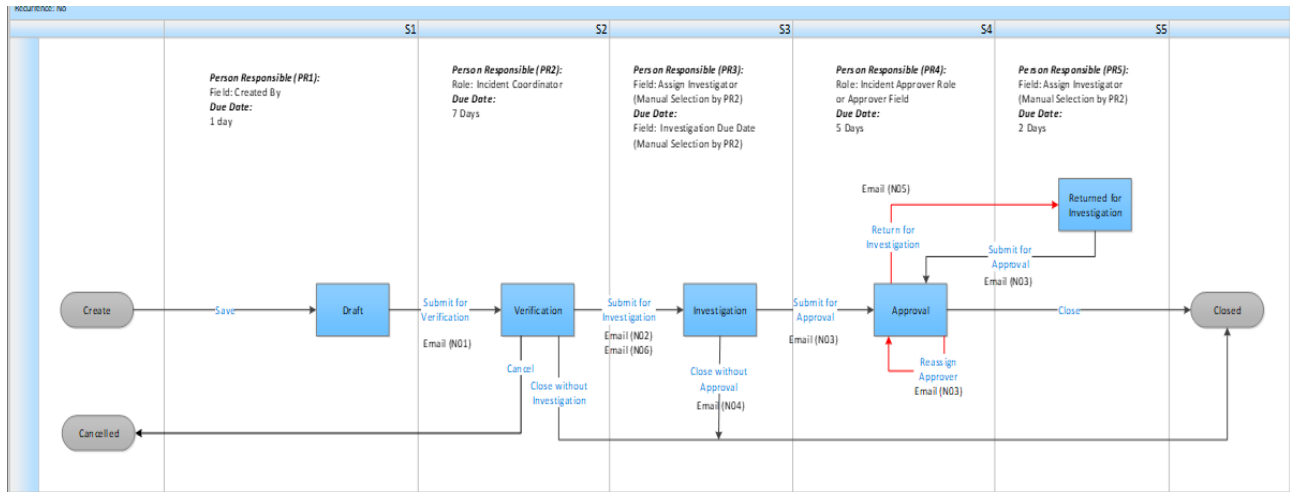 Recurrence: No
S1
S2
S3
S4
S5
Person Responsible (PR1):
Field: Created By
Due Date:
1 day
Person Responsible (PR2):
Role: Incident Coordinator
Due Date:
7 Days
Person Responsible (PR3):
Field: Assign Investigator
(Manual Selection by PR2)
Due Date:
Field: Investigation Due Date
(Manual Selection by PR2)
Person Responsible (PR4):
Role: Incident Approver Role
or Approver Field
Due Date:
5 Days
Person Responsible (PR5):
Field: Assign Investigator
(Manual Selection by PR2)
Due Date:
2 Days
Email (N05)
Returned for
Investigation
Return for
Investigation
Submit for
Approval
Email (N03)
Create
Save
Draft
Submit for
Verification
Email (N01)
Verification
Submit for
Investigation
Email (N02)
Email (N06)
Investigation
Submit for
Approval
Email (N03)
Approval
Close
Closed
Cancel
Close without
Investigation
Close without
Approval
Email (N04)
Reassign
Approver
Email (N03)
Cancelled